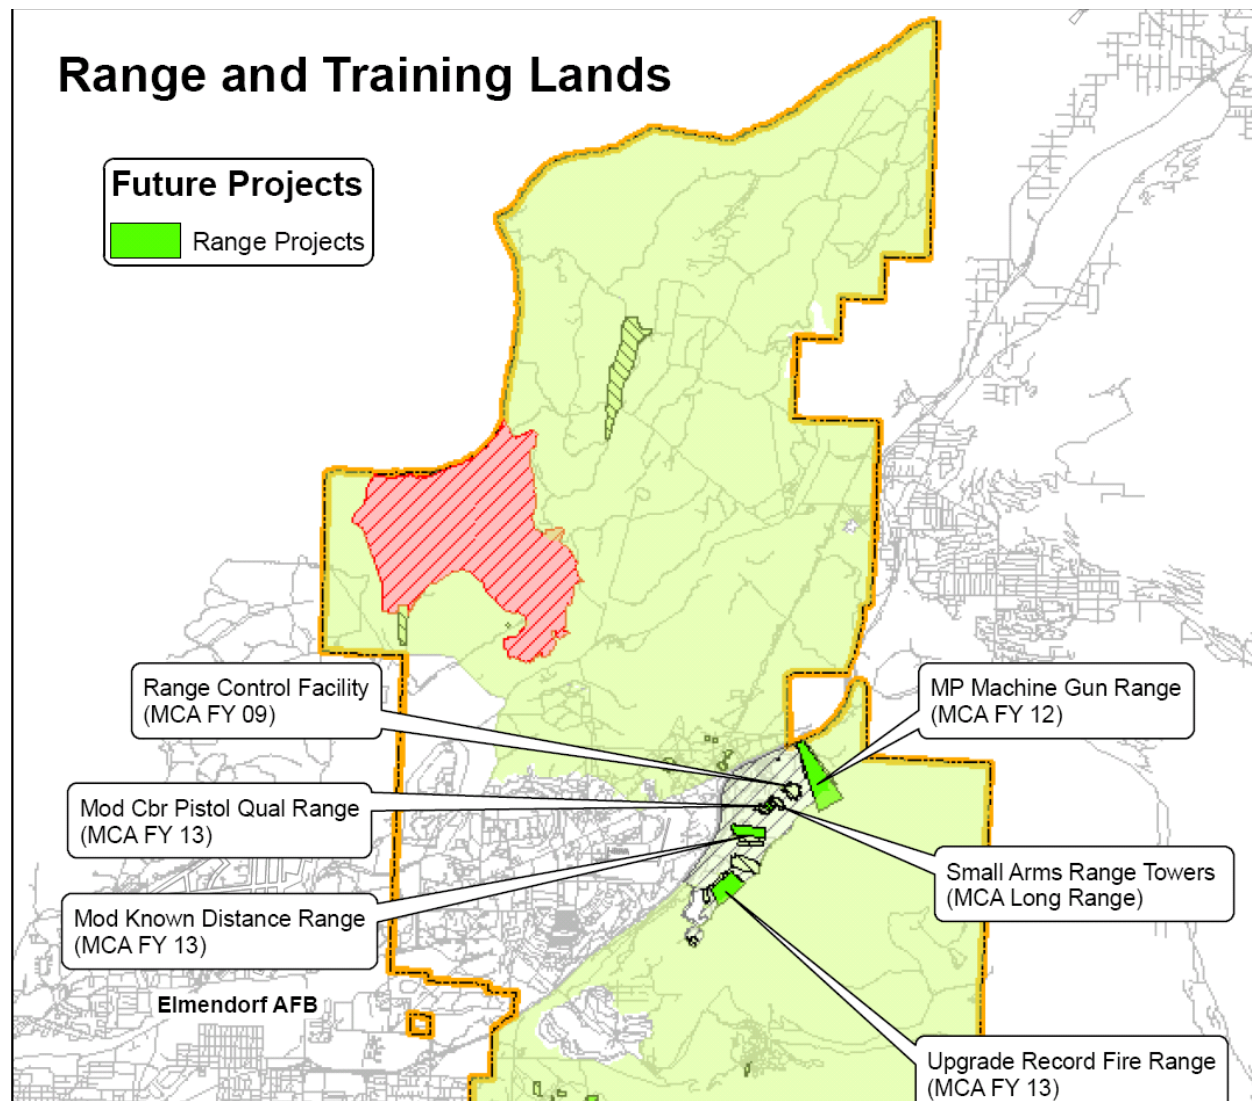 Range and Training Lands
Future Projects
Range Projects
Range Control Facility
(MCA FY 09)
MP Machine Gun Range
(MCA FY 12)
Mod Cbr Pistol Qual Range
(MCA FY 13)
Small Arms Range Towers
(MCA Long Range)
Mod Known Distance Range
(MCA FY 13)
Elmendorf AFB
Upgrade Record Fire Range
(MCA FY 13)